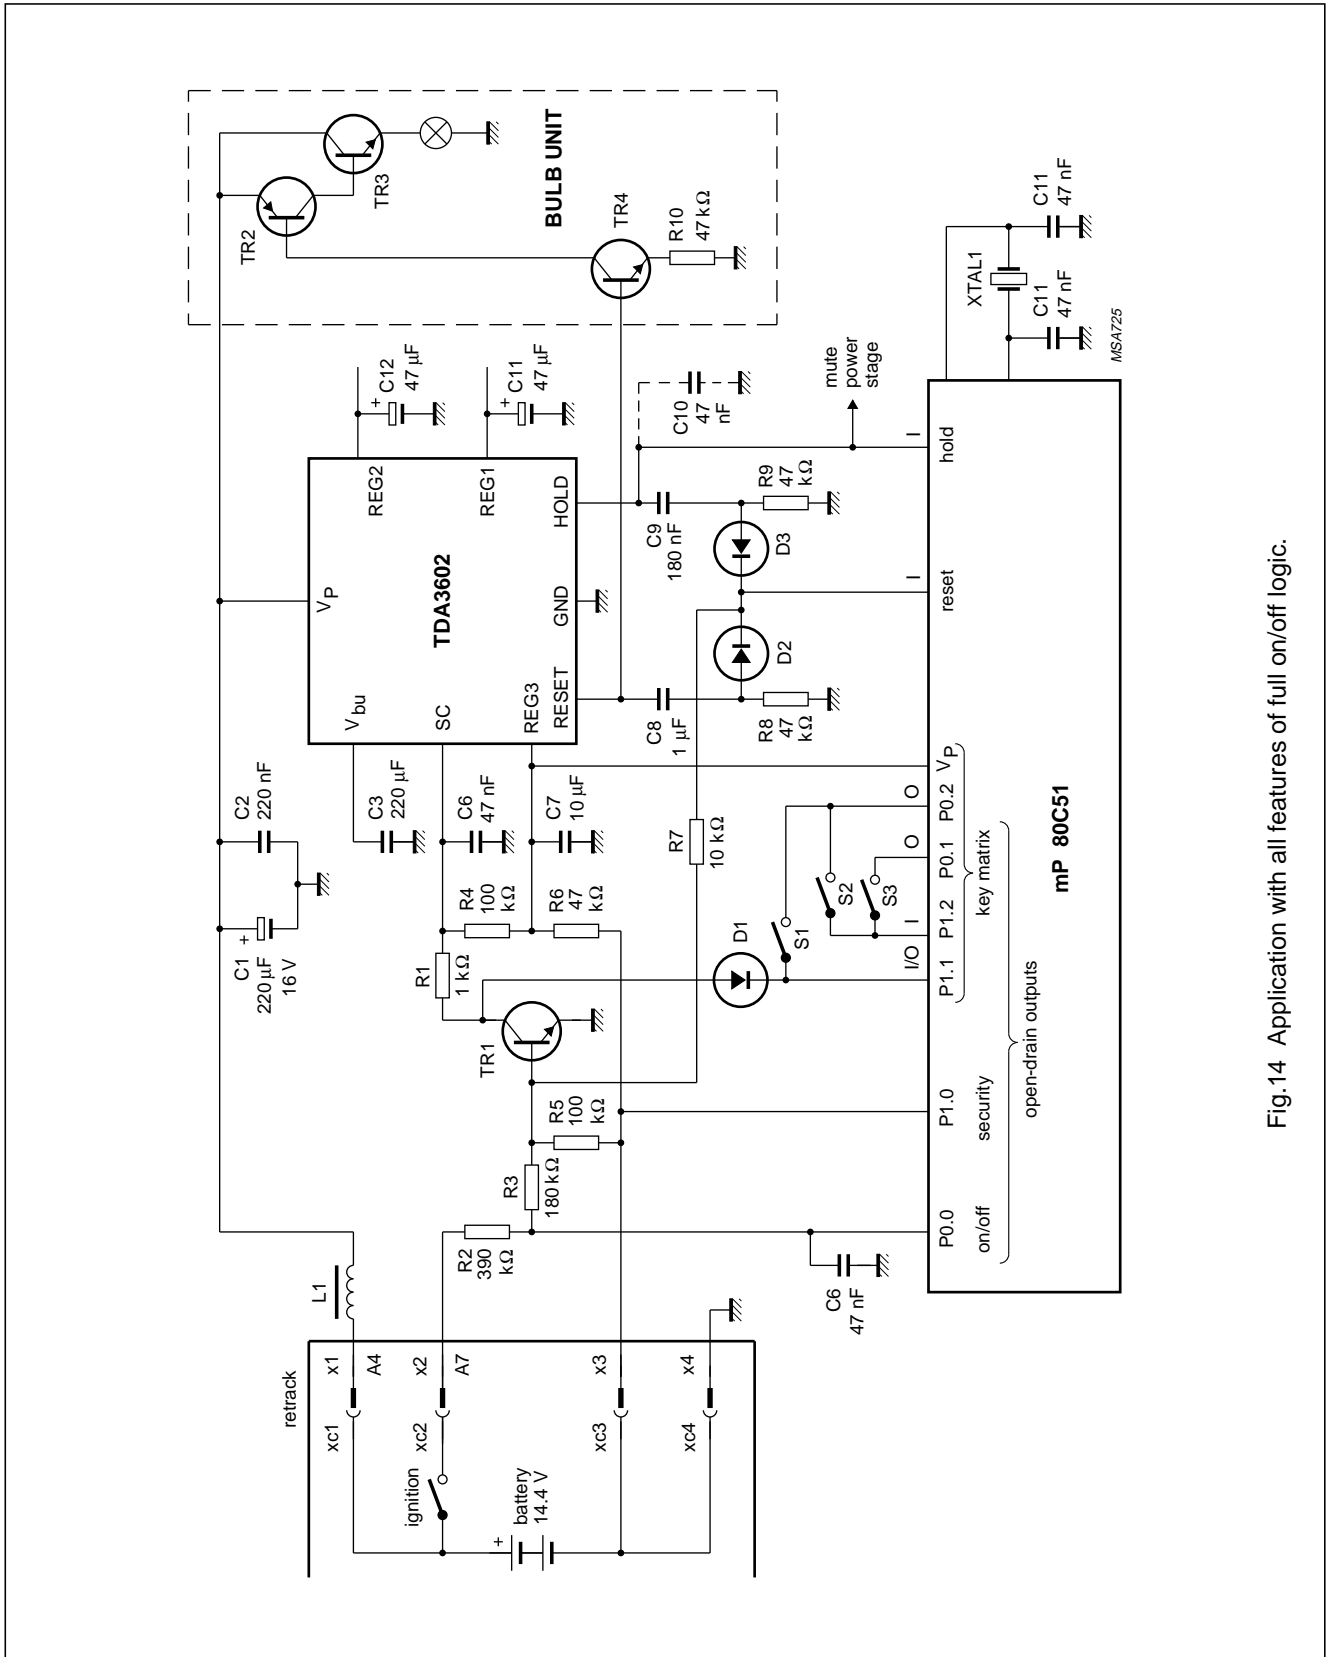 BULB UNIT
TR2
TR3
TR4
R10
47 kΩ
C12
47 µF
+
C11
47 µF
+
REG2
REG1
HOLD
VP
TDA3602
GND
Vbu
SC
REG3
RESET
C10
47
nF
mute
power
stage
XTAL1
C11
47 nF
C11
47 nF
MSA725
C9
180 nF
R9
47
kΩ
D3
D2
C8
1 µF
R8
47
kΩ
C2
220 nF
C1
+
220 µF
16 V
C3
220 µF
C6
47 nF
C7
10 µF
R4
100
kΩ
R6
47
kΩ
R1
1 kΩ
R7
10 kΩ
TR1
D1
S1
S2
S3
R5
100
kΩ
R3
180 kΩ
R2
390
kΩ
L1
C6
47 nF
retrack
xc1
x1
A4
xc2
x2
A7
xc3
x3
xc4
x4
ignition
battery
14.4 V
+
I
hold
I
reset
VP
O
P0.2
O
P0.1
I
P1.2
I/O
P1.1
key matrix
P1.0
security
P0.0
on/off
open-drain outputs
mP 80C51
Fig.14 Application with all features of full on/off logic.